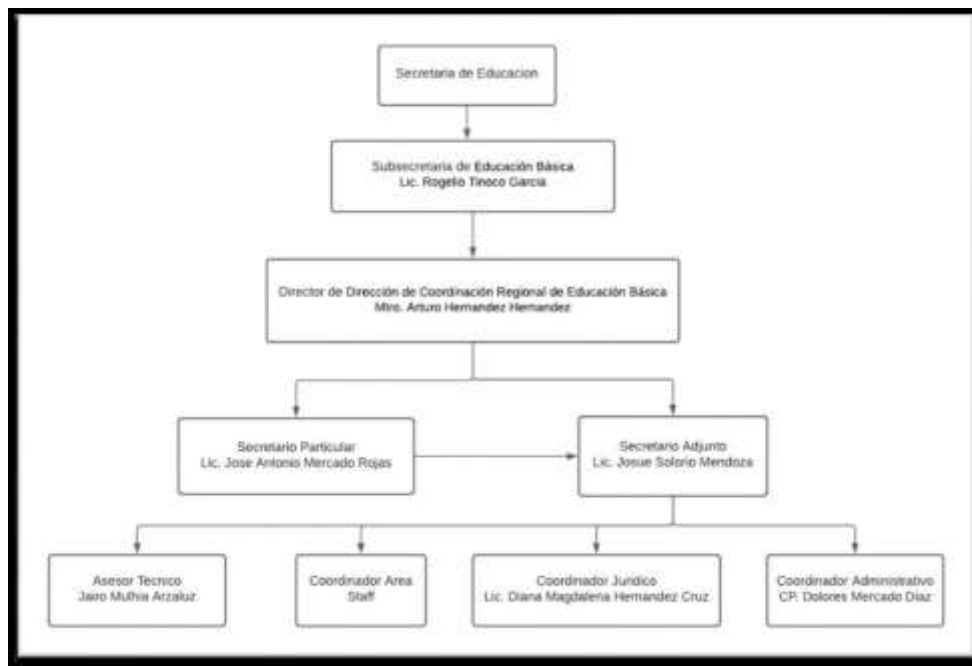 Secretaria de Educacion
Subsecretaria de Educación Básica
Lic. Rogelio Tinoco Garcia
Director de Dirección de Coordinación Regional de Educación Básica
Mtro. Arturo Hernandez Hernandez
Secretario Particular
Lic. Jose Antonio Mercado Rojas
Secretario Adjunto
Lic. Josue Solorio Mendoza
Asesor Tecnico
Jairo Mulhia Arzaluz
Coordinador Area
Staff
Coordinador Juridico
Lic. Diana Magdalena Hernandez Cruz
Coordinador Administrativo
CP. Dolores Mercado Diaz